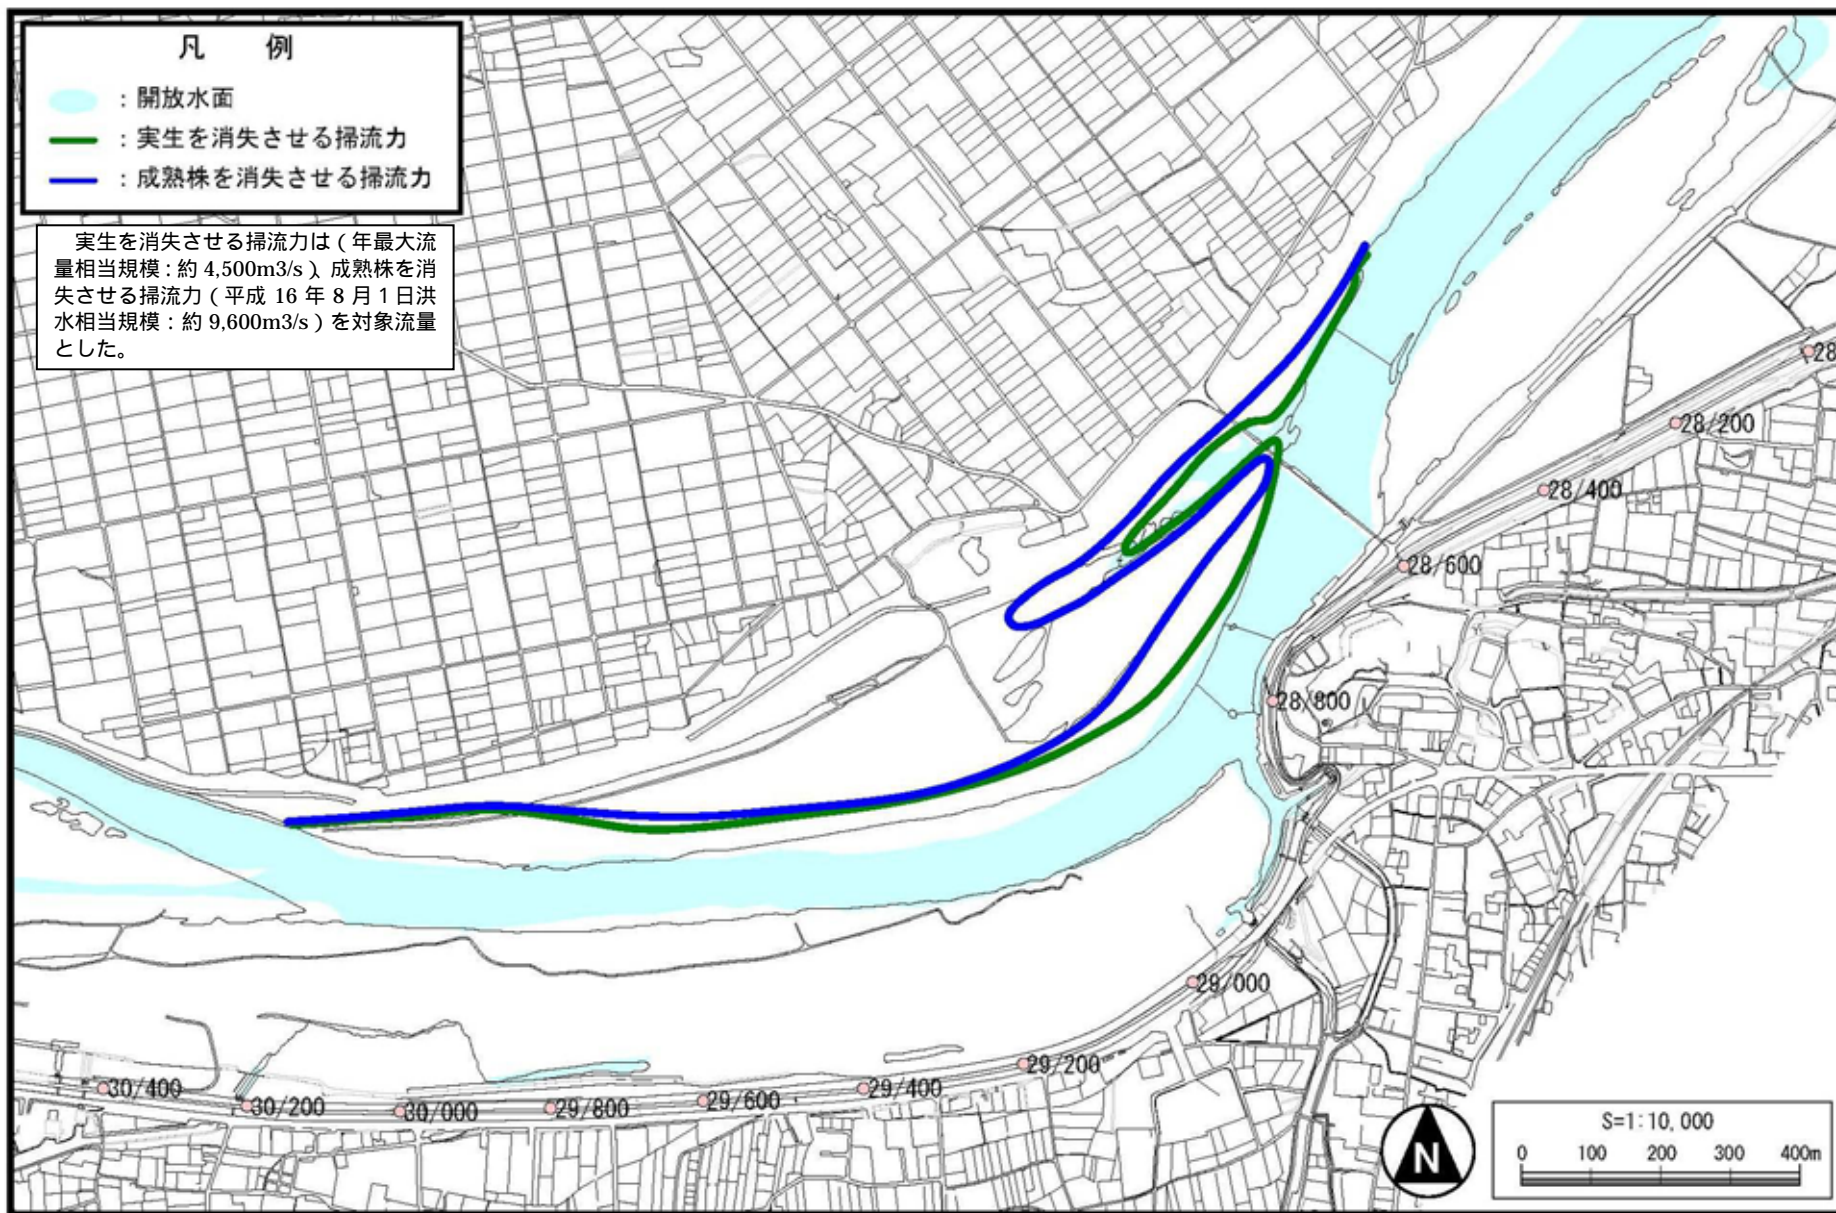 凡 例
：開放水面
：実生を消失させる掃流力
：成熟株を消失させる掃流力
実生を消失させる掃流力は（年最大流
量相当規模：約 4,500m3/s）、成熟株を消
失させる掃流力（平成 16 年 8 月 1 日洪
水相当規模：約 9,600m3/s）を対象流量
とした。
28
28/200
28/400
28/600
28/800
29/000
29/200
29/400
29/600
29/800
30/000
30/200
30/400
N
S=1:10,000
0 100 200 300 400m